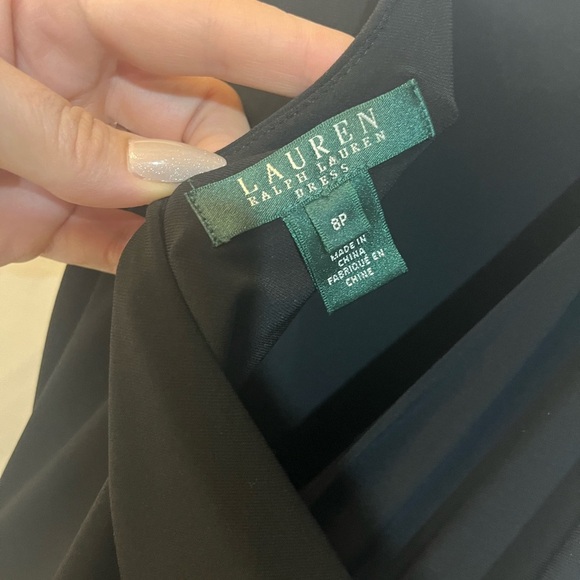 LAUREN
RALPH LAUREN
DRESS
8P
MADE IN
CHINA
FABRIQUÉ EN
CHINE